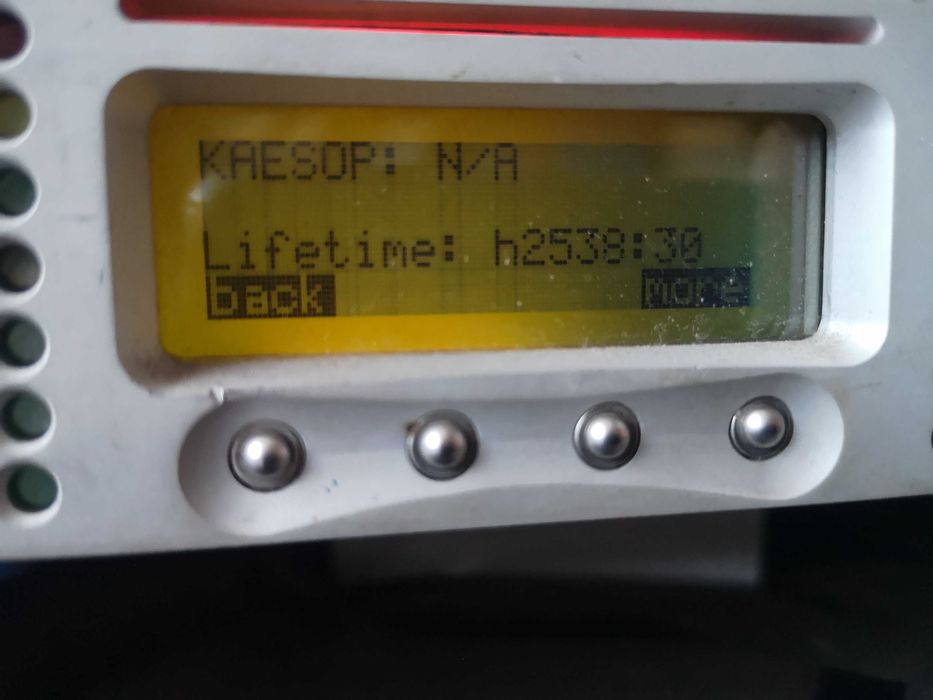 KAESOP: N/A
Lifetime: h2538:30
back more